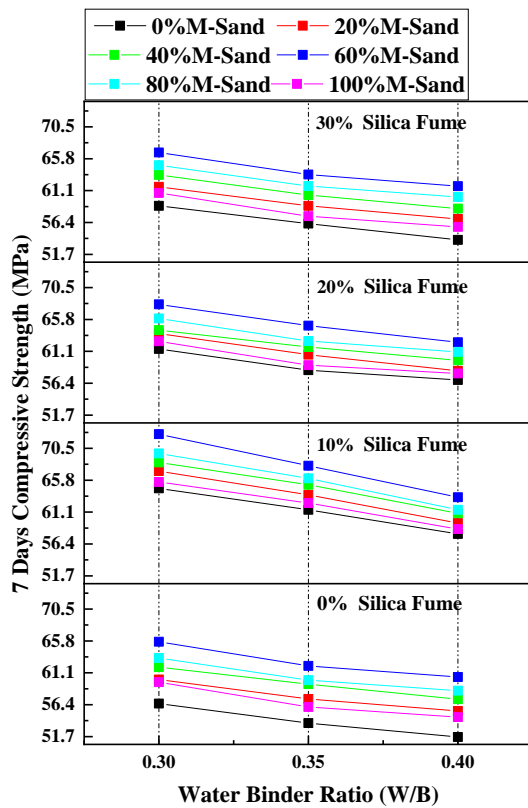 0%M-Sand 20%M-Sand
40%M-Sand 60%M-Sand
80%M-Sand 100%M-Sand
7 Days Compressive Strength (MPa)
30% Silica Fume
70.5
65.8
61.1
56.4
51.7
20% Silica Fume
70.5
65.8
61.1
56.4
51.7
10% Silica Fume
70.5
65.8
61.1
56.4
51.7
0% Silica Fume
70.5
65.8
61.1
56.4
51.7
0.30 0.35 0.40
Water Binder Ratio (W/B)